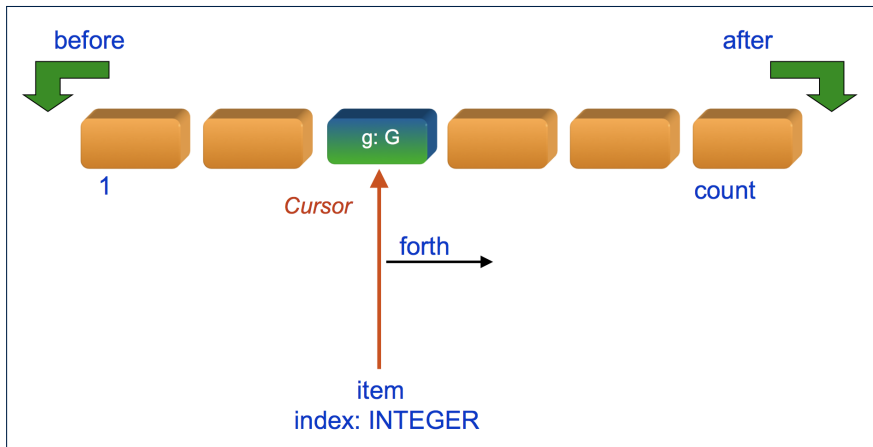 before
after
g: G
1
count
Cursor
forth
item
index: INTEGER